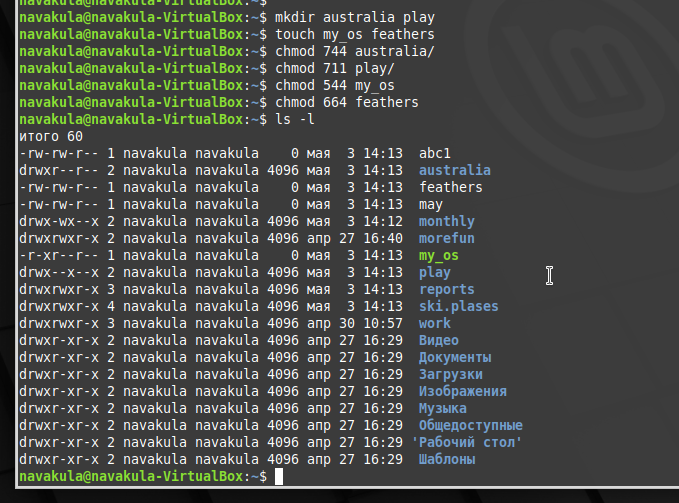 navakula@navakula-VirtualBox:~$
navakula@navakula-VirtualBox:~$ mkdir australia play
navakula@navakula-VirtualBox:~$ touch my_os feathers
navakula@navakula-VirtualBox:~$ chmod 744 australia/
navakula@navakula-VirtualBox:~$ chmod 711 play/
navakula@navakula-VirtualBox:~$ chmod 544 my_os
navakula@navakula-VirtualBox:~$ chmod 664 feathers
navakula@navakula-VirtualBox:~$ ls -l
итого 60
-rw-rw-r-- 1 navakula navakula    0 мая  3 14:13  abc1
drwxr--r-- 2 navakula navakula 4096 мая  3 14:13  australia
-rw-rw-r-- 1 navakula navakula    0 мая  3 14:13  feathers
-rw-rw-r-- 1 navakula navakula    0 мая  3 14:13  may
drwx-wx--x 2 navakula navakula 4096 мая  3 14:12  monthly
drwxrwxr-x 2 navakula navakula 4096 апр 27 16:40  morefun
-r-xr--r-- 1 navakula navakula    0 мая  3 14:13  my_os
drwx--x--x 2 navakula navakula 4096 мая  3 14:13  play
drwxrwxr-x 3 navakula navakula 4096 мая  3 14:13  reports
drwxrwxr-x 4 navakula navakula 4096 мая  3 14:13  ski.plases
drwxrwxr-x 3 navakula navakula 4096 апр 30 10:57  work
drwxr-xr-x 2 navakula navakula 4096 апр 27 16:29  Видео
drwxr-xr-x 2 navakula navakula 4096 апр 27 16:29  Документы
drwxr-xr-x 2 navakula navakula 4096 апр 27 16:29  Загрузки
drwxr-xr-x 2 navakula navakula 4096 апр 27 16:29  Изображения
drwxr-xr-x 2 navakula navakula 4096 апр 27 16:29  Музыка
drwxr-xr-x 2 navakula navakula 4096 апр 27 16:29  Общедоступные
drwxr-xr-x 2 navakula navakula 4096 апр 27 16:29 'Рабочий стол'
drwxr-xr-x 2 navakula navakula 4096 апр 27 16:29  Шаблоны
navakula@navakula-VirtualBox:~$